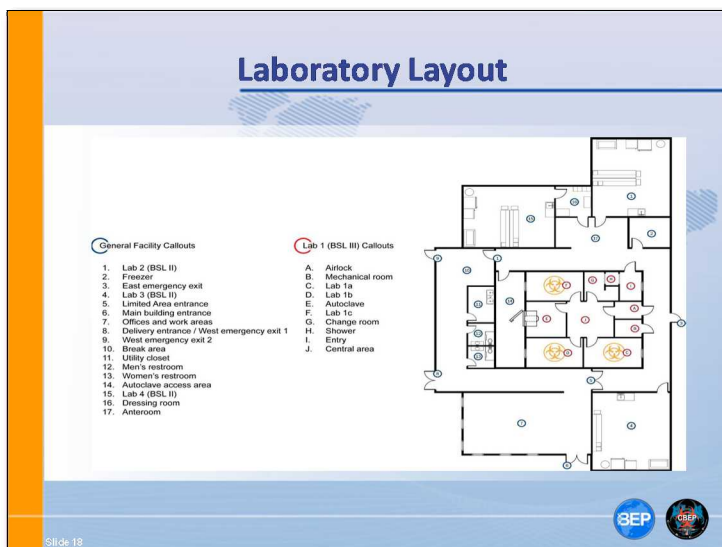 Laboratory Layout
General Facility Callouts
1. Lab 2 (BSL II)
2. Freezer
3. East emergency exit
4. Lab 3 (BSL II)
5. Limited Area entrance
6. Main building entrance
7. Offices and work areas
8. Delivery entrance / West emergency exit 1
9. West emergency exit 2
10. Break area
11. Utility closet
12. Men's restroom
13. Women's restroom
14. Autoclave access area
15. Lab 4 (BSL II)
16. Dressing room
17. Anteroom
Lab 1 (BSL III) Callouts
A. Airlock
B. Mechanical room
C. Lab 1a
D. Lab 1b
E. Autoclave
F. Lab 1c
G. Change room
H. Shower
I. Entry
J. Central area
BEP
CBEP
Slide 18